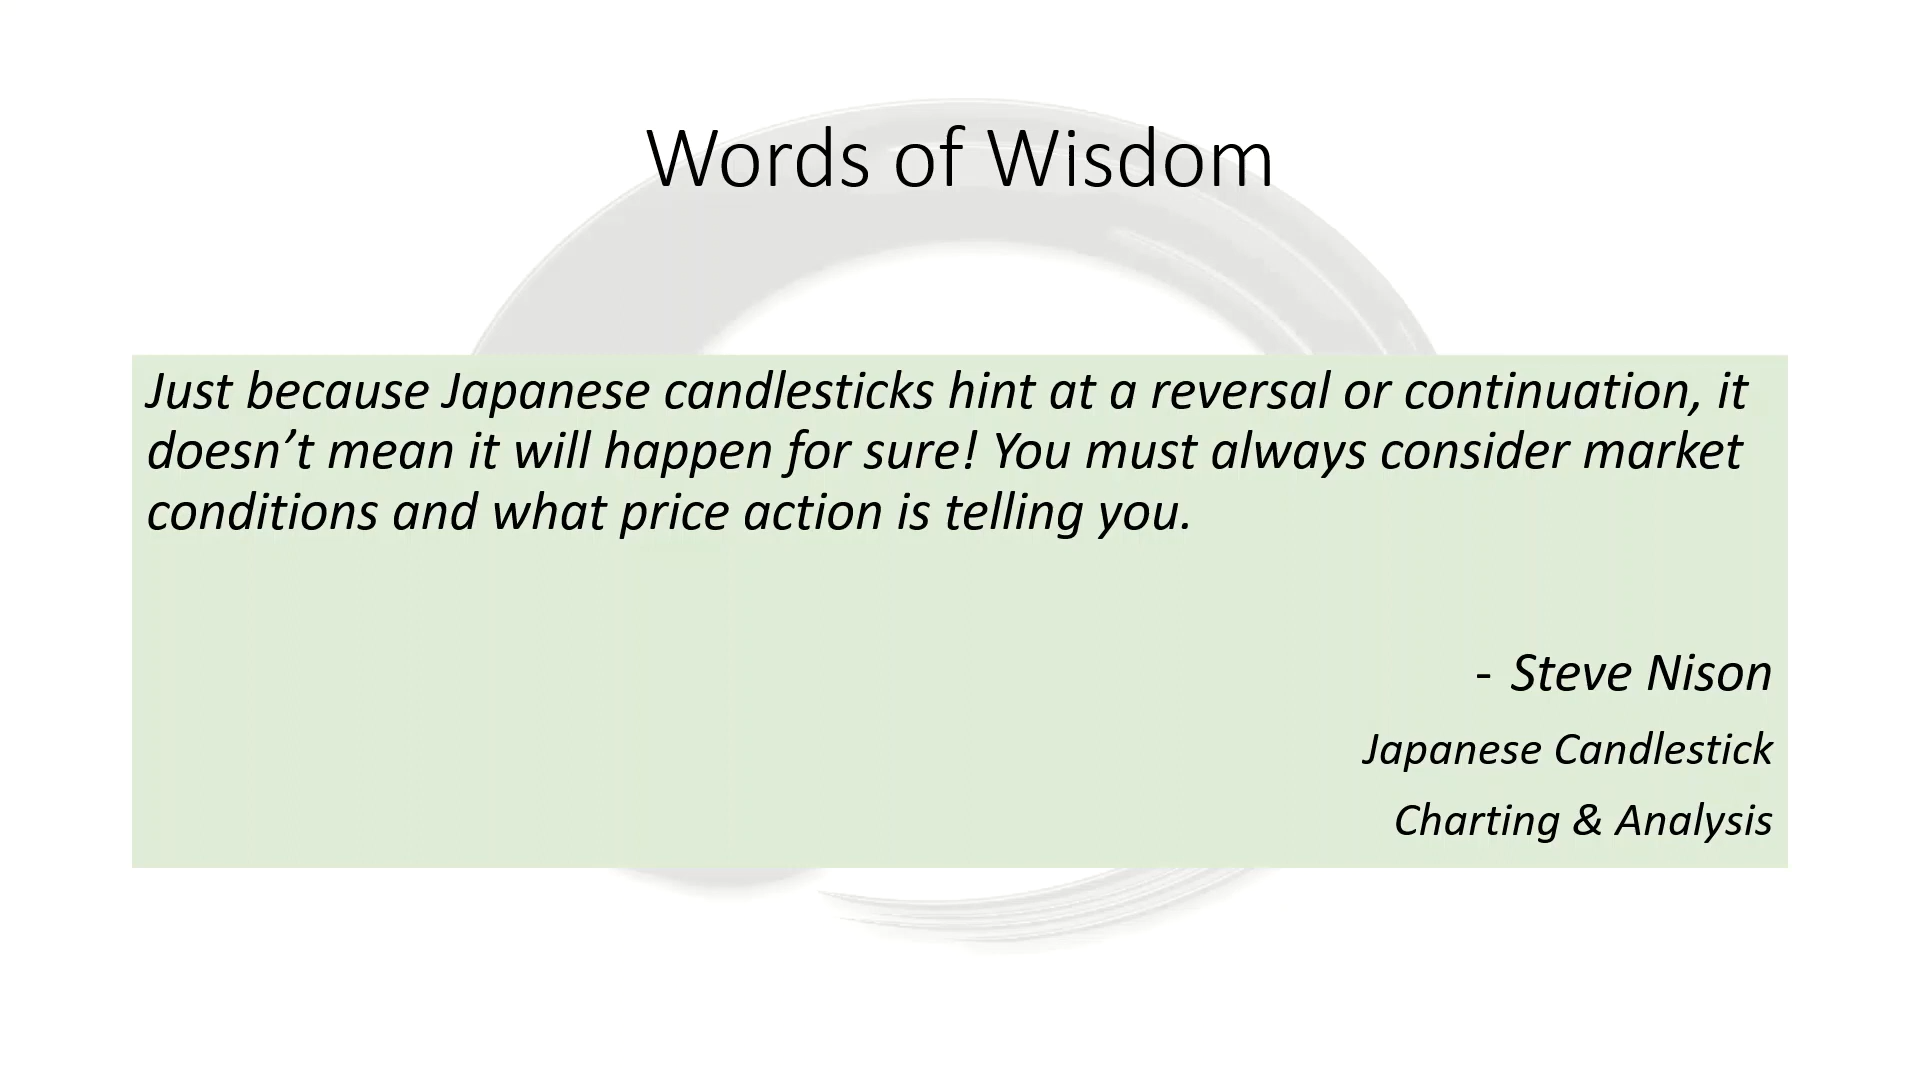 Words of Wisdom
Just because Japanese candlesticks hint at a reversal or continuation, it
doesn’t mean it will happen for sure! You must always consider market
conditions and what price action is telling you.
- Steve Nison
Japanese Candlestick
Charting & Analysis